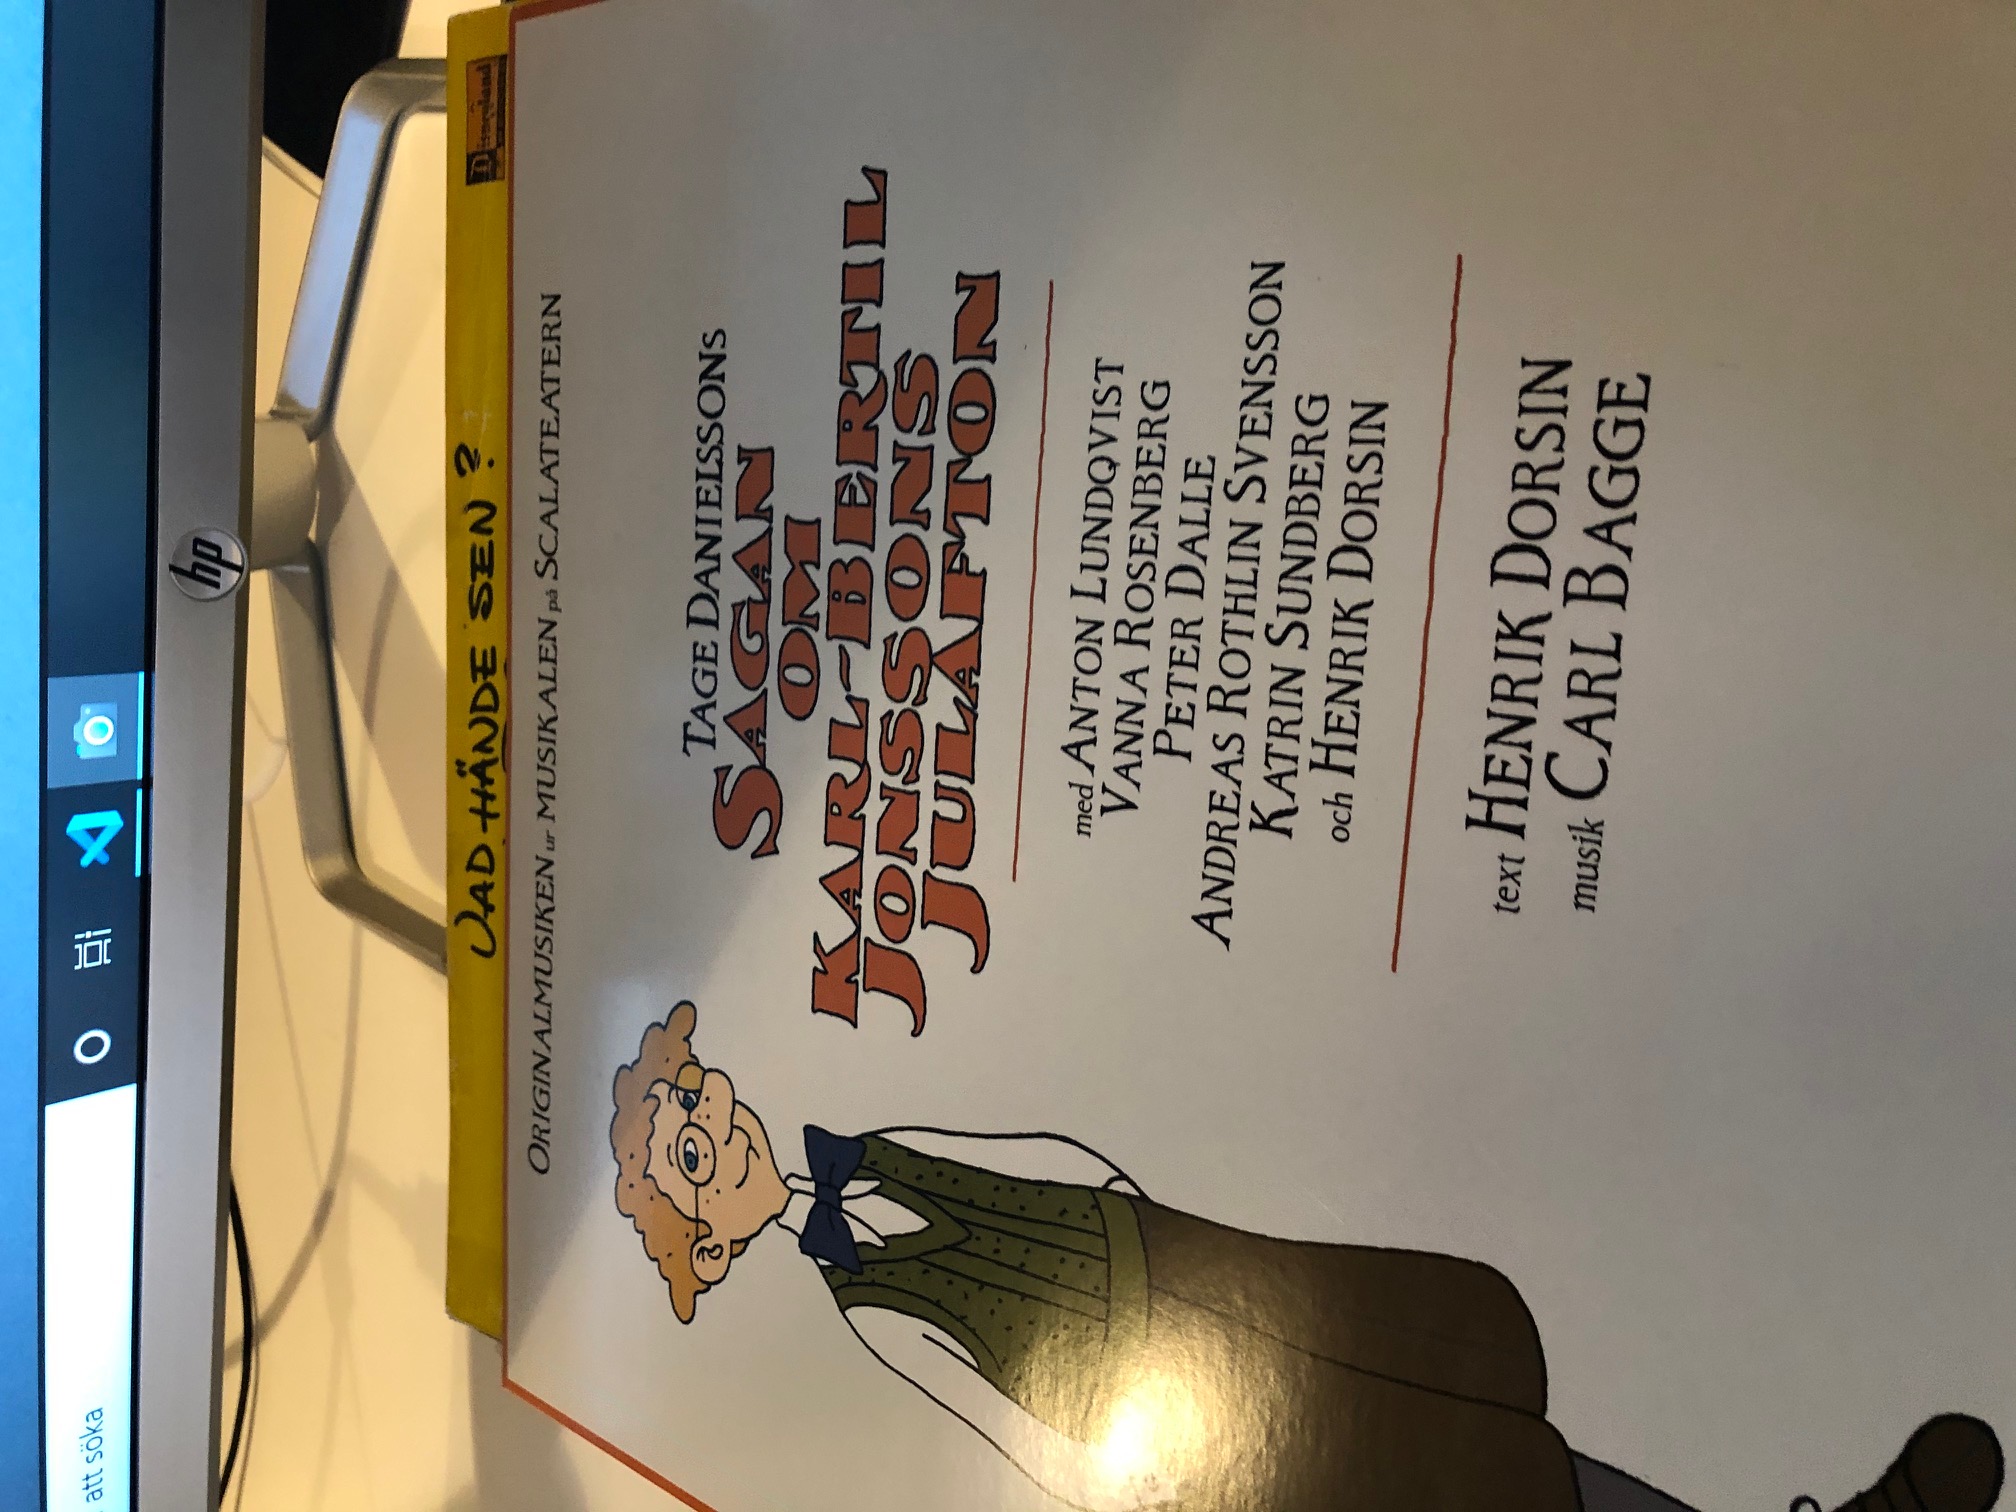 att söka
hp
VAD HÄNDE SEN ?
Disneyland
ORIGINALMUSIKEN ur MUSIKALEN på SCALATEATERN
TAGE DANIELSSONS
SAGAN
OM
KARL-BERTIL
JONSSONS
JULAFTON
med ANTON LUNDQVIST
VANNA ROSENBERG
PETER DALLE
ANDREAS ROTHLIN SVENSSON
KATRIN SUNDBERG
och HENRIK DORSIN
text HENRIK DORSIN
musik CARL BAGGE